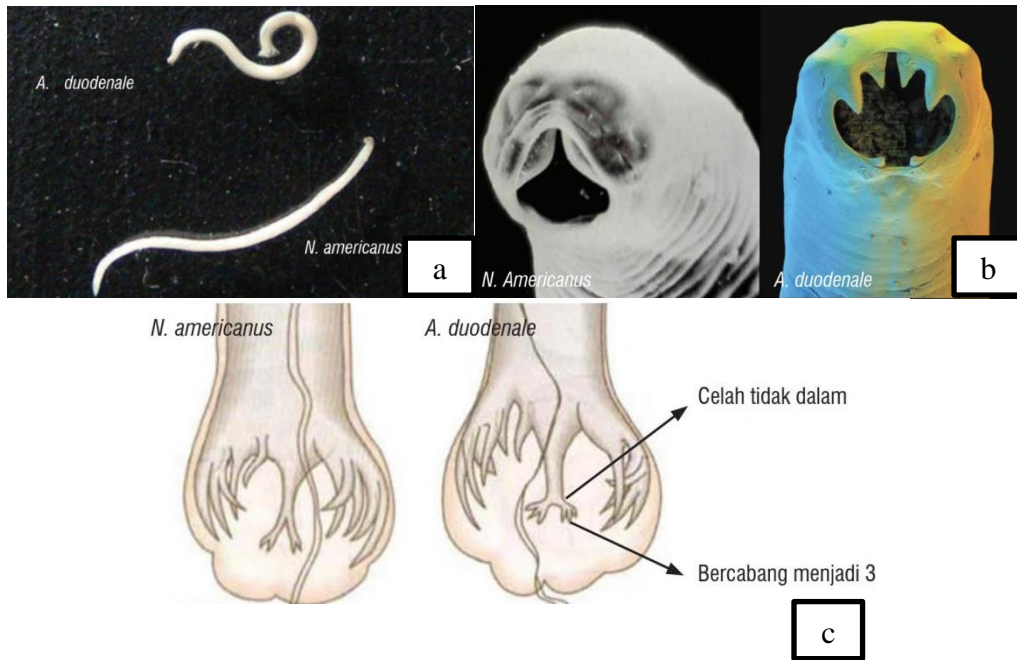 A. duodenale
N. americanus
a
N. Americanus
A. duodenale
b
N. americanus
A. duodenale
Celah tidak dalam
Bercabang menjadi 3
c